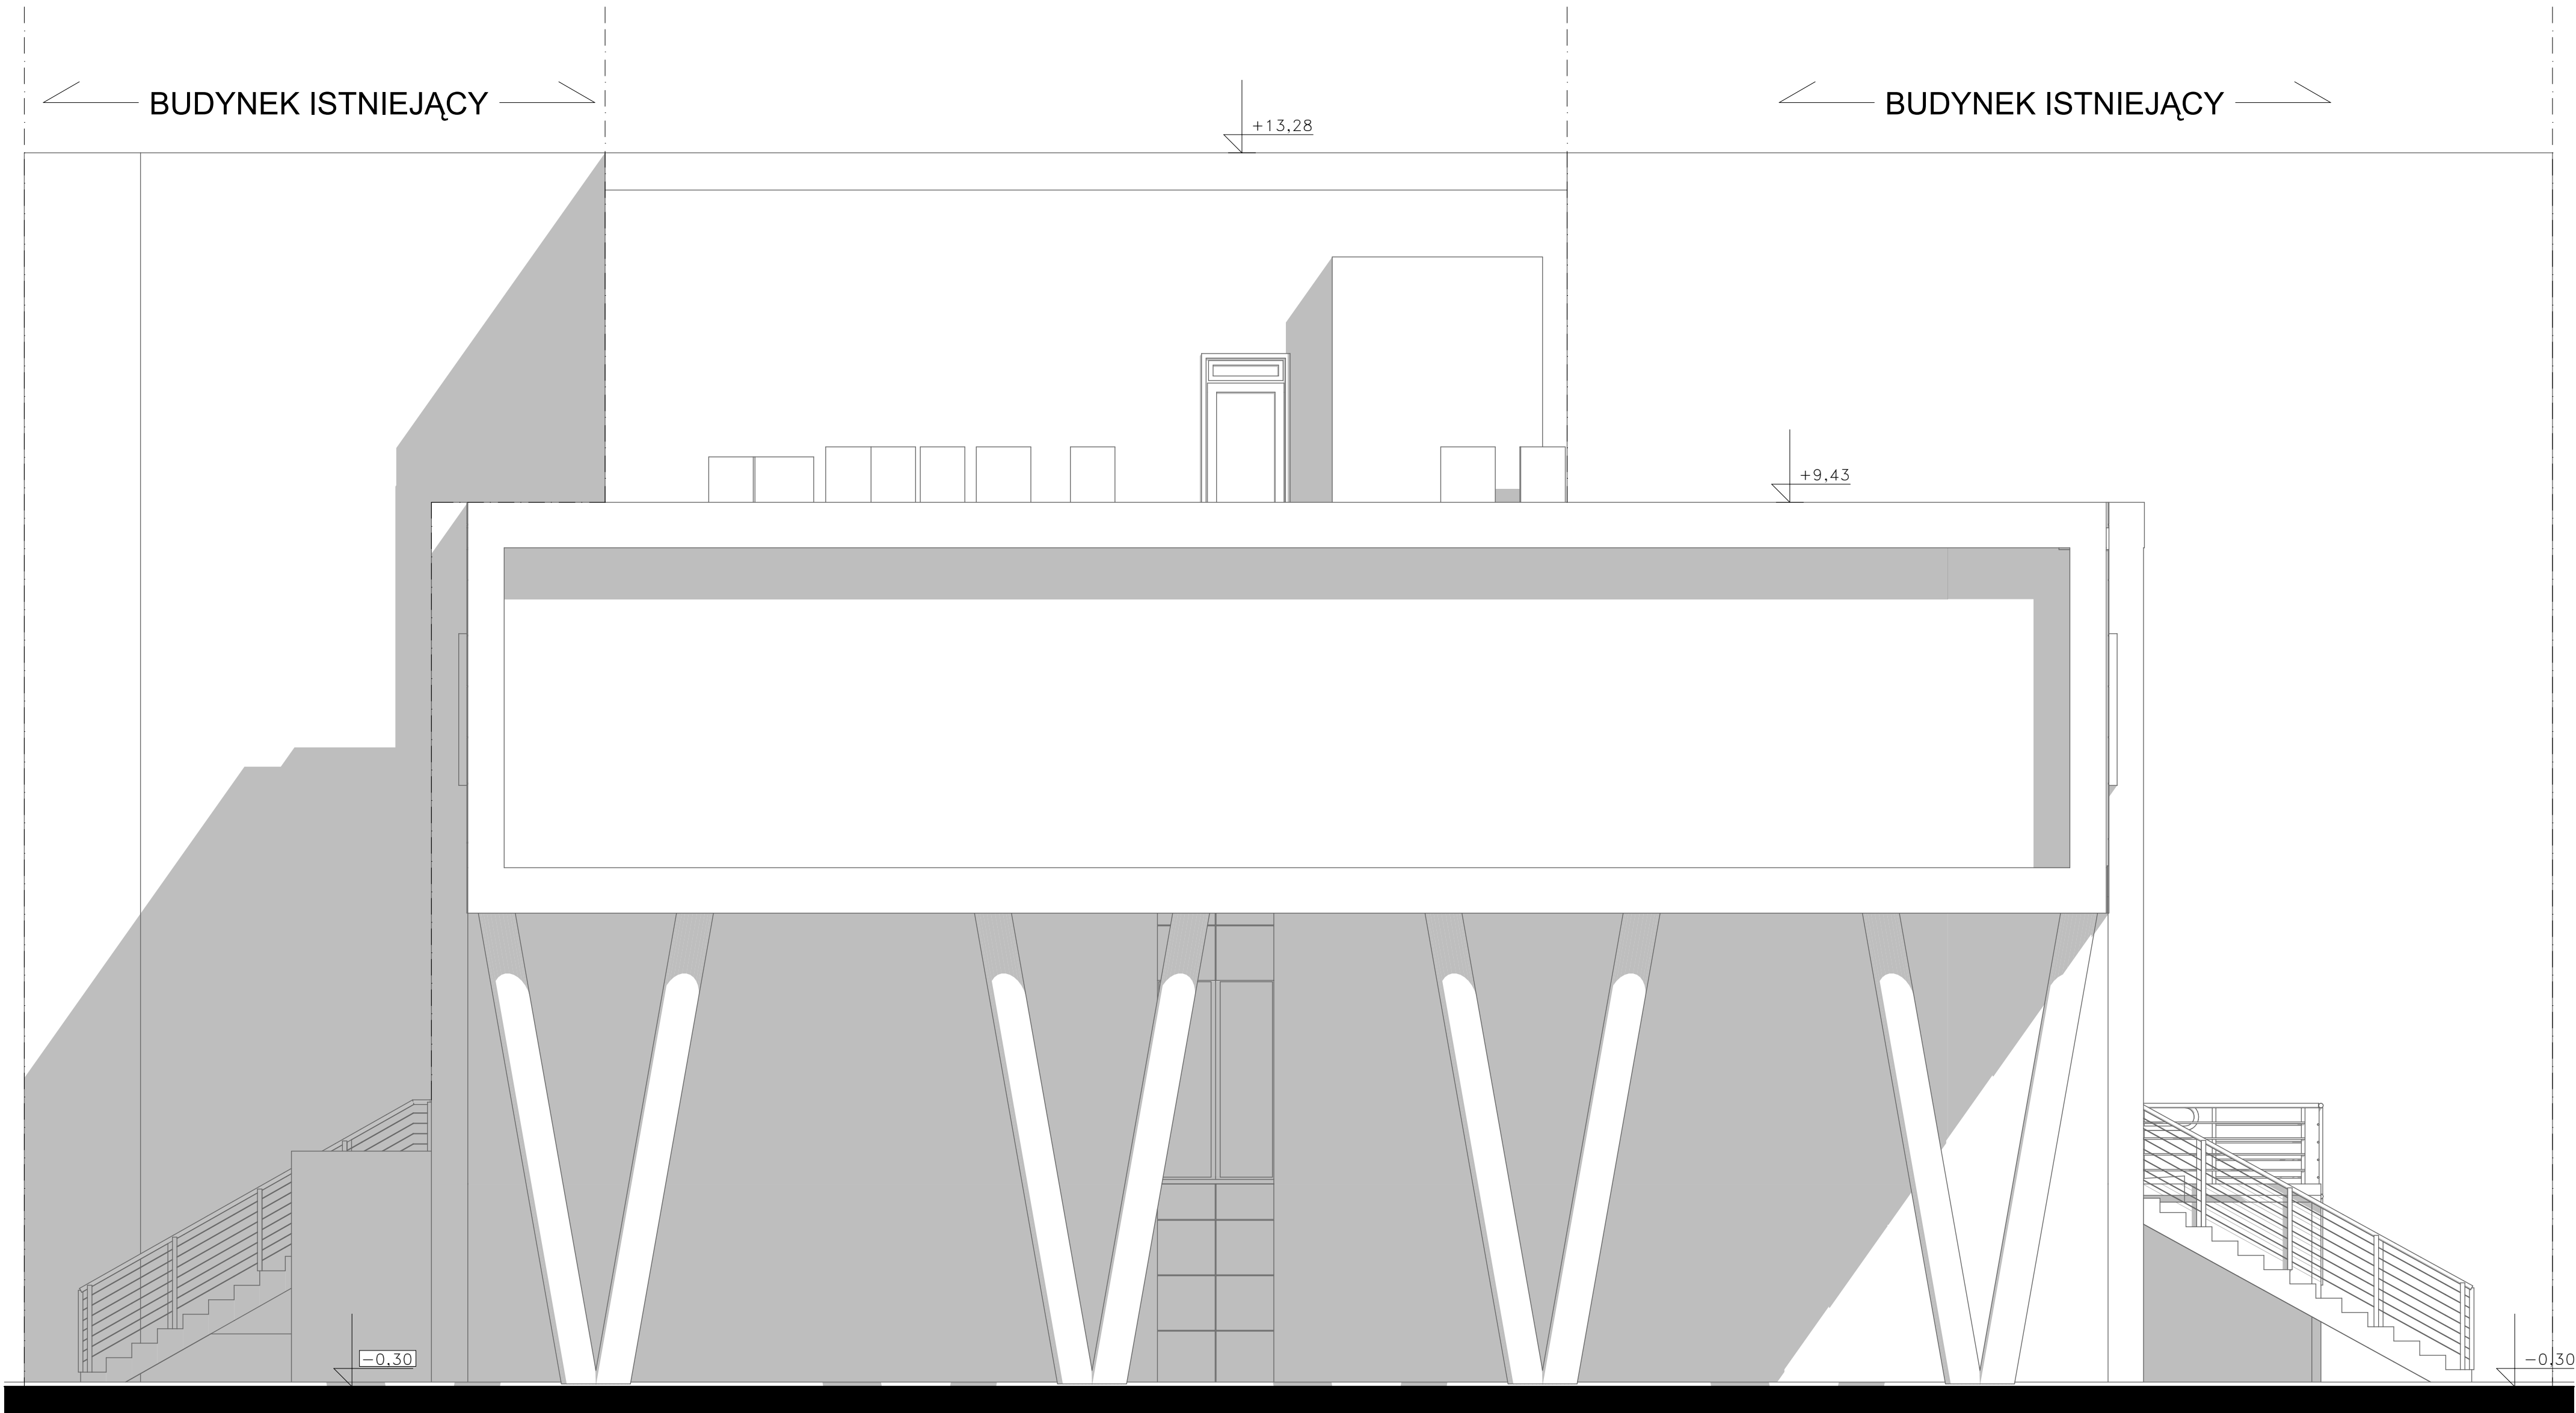 BUDYNEK ISTNIEJĄCY
BUDYNEK ISTNIEJĄCY
+13,28
+9,43
-0,30
-0,30